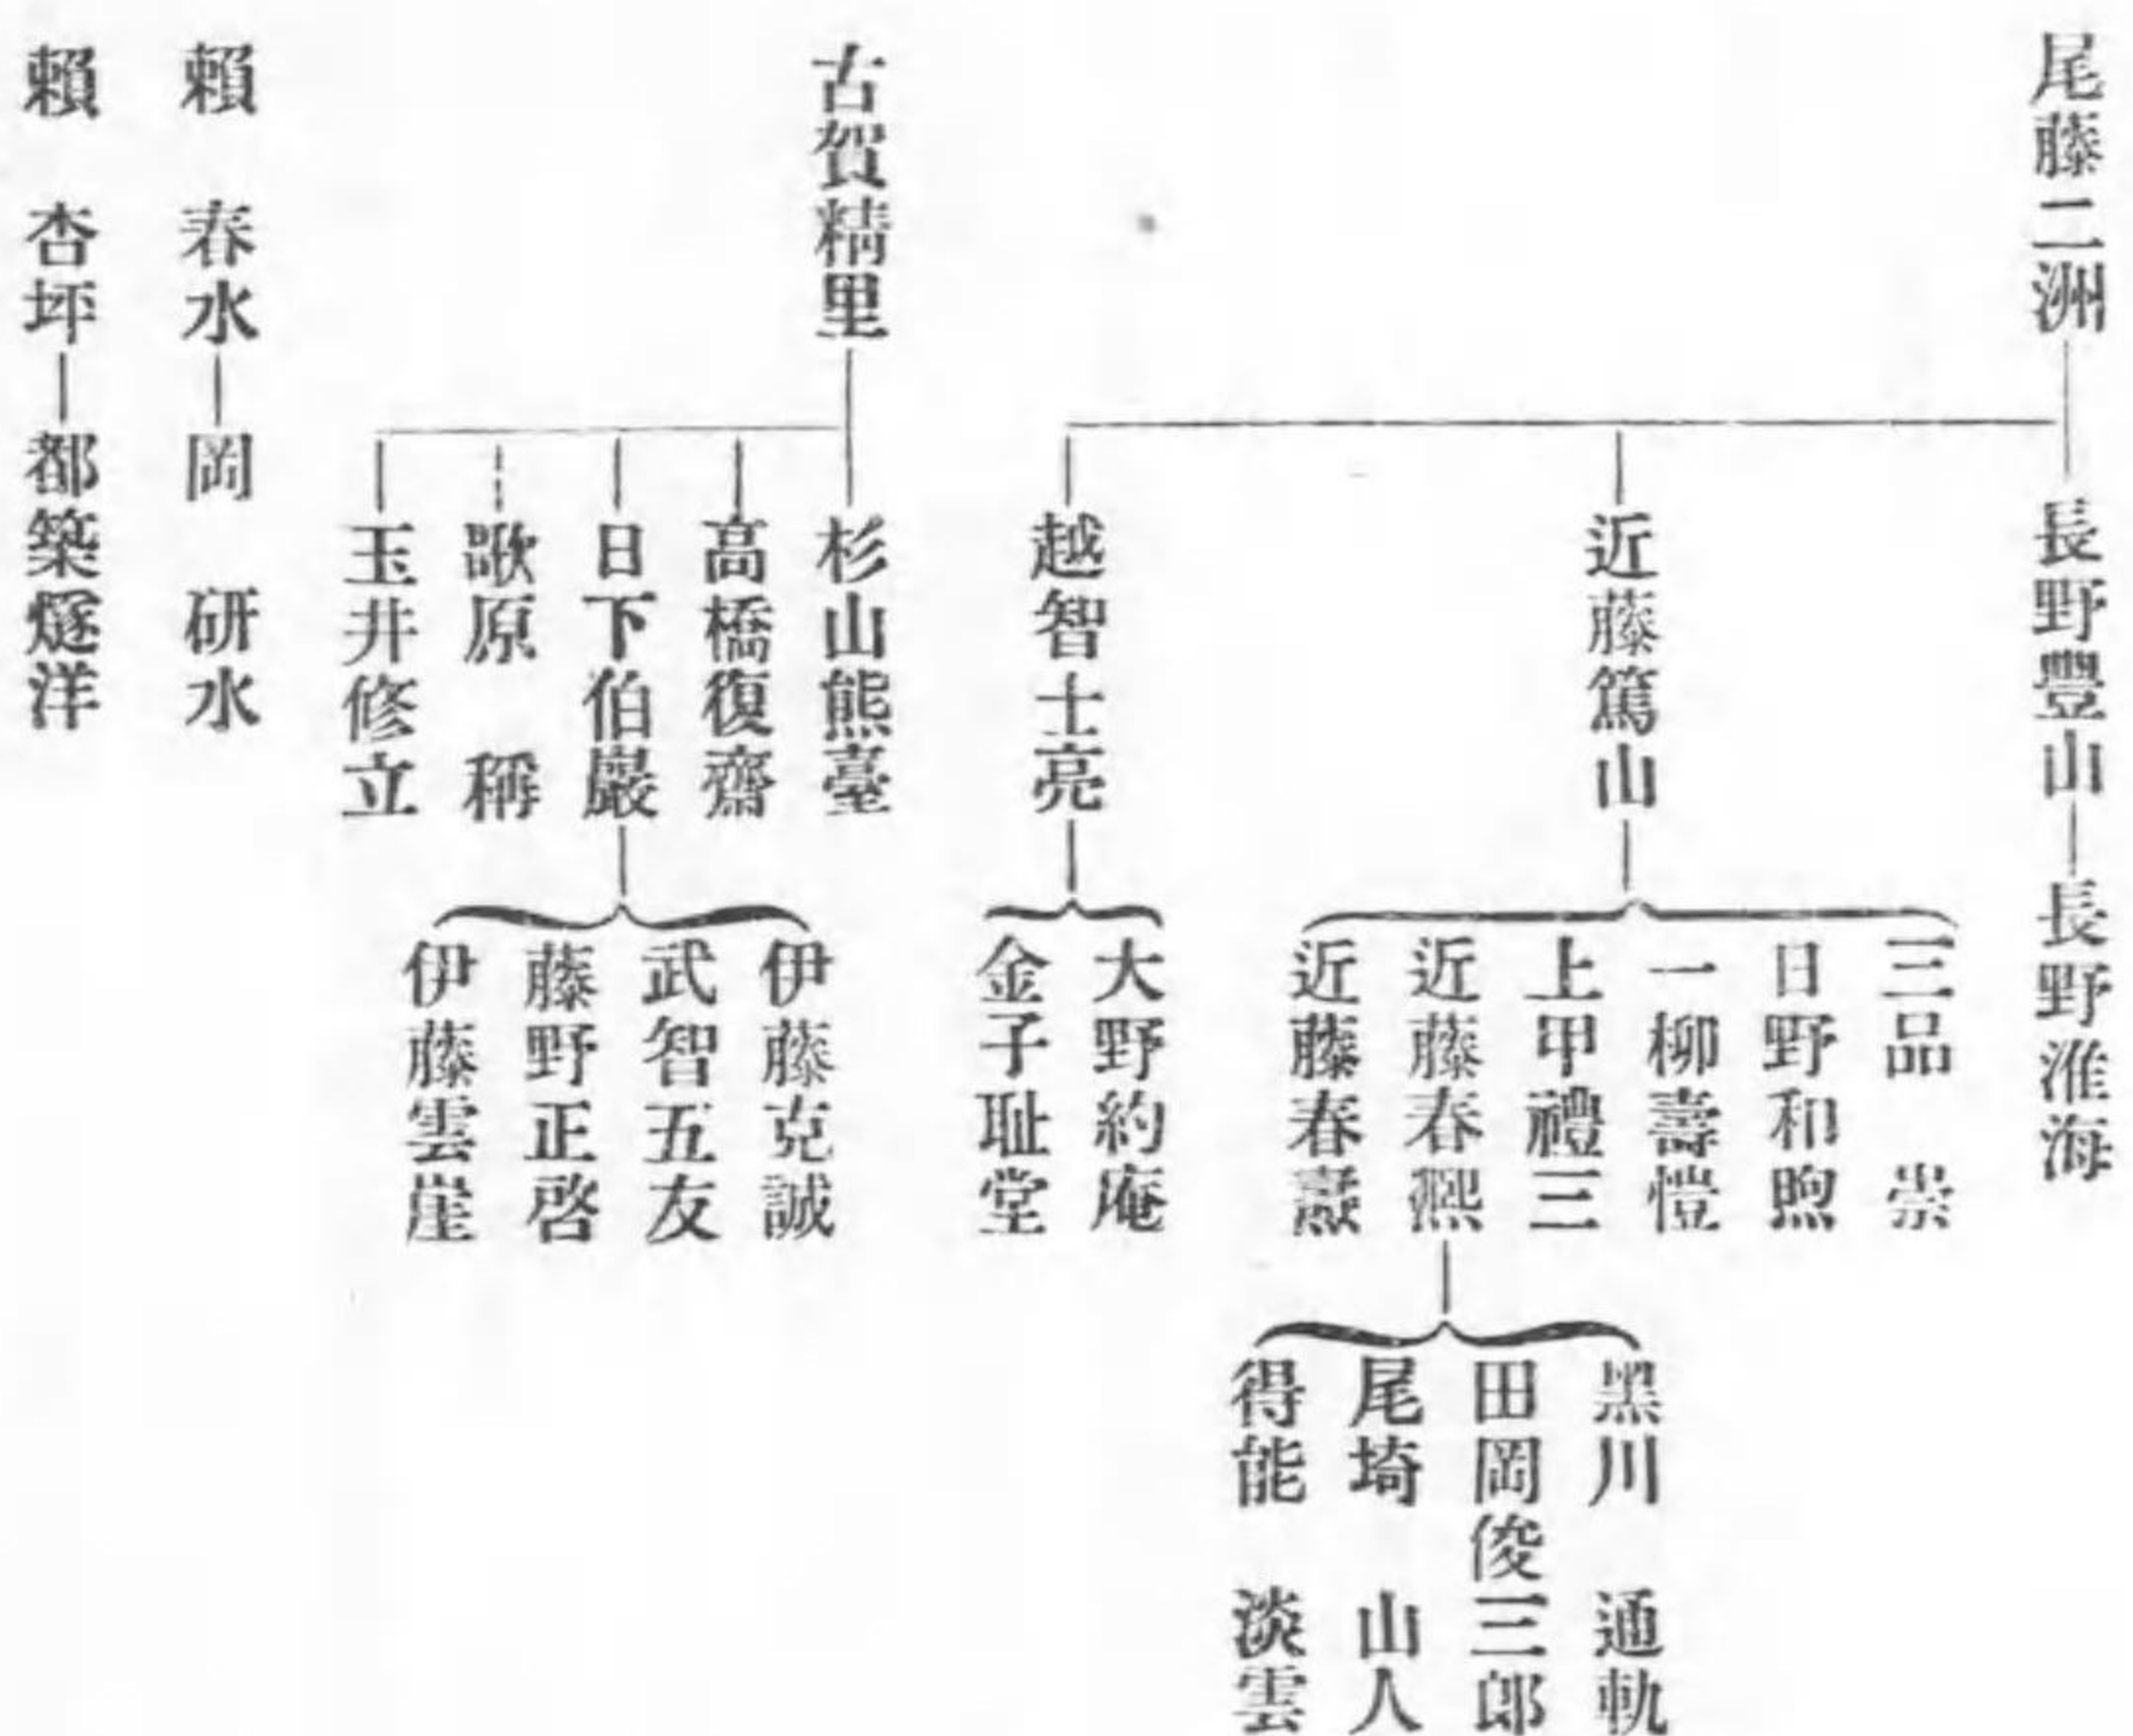 尾藤二洲
長野豐山
長野淮海
近藤篤山
三品 崇
日野和煦
一柳壽愷
上甲禮三
近藤春熙
黑川 通軌
田岡俊三郎
尾埼 山人
得能 淡雲
近藤春燾
越智士亮
大野約庵
金子耻堂
古賀精里
杉山熊臺
高橋復齋
日下伯巖
伊藤克誠
武智五友
藤野正啓
伊藤雲崖
歌原 稱
玉井修立
賴 春水
岡 研水
賴 杏坪
都築燧洋